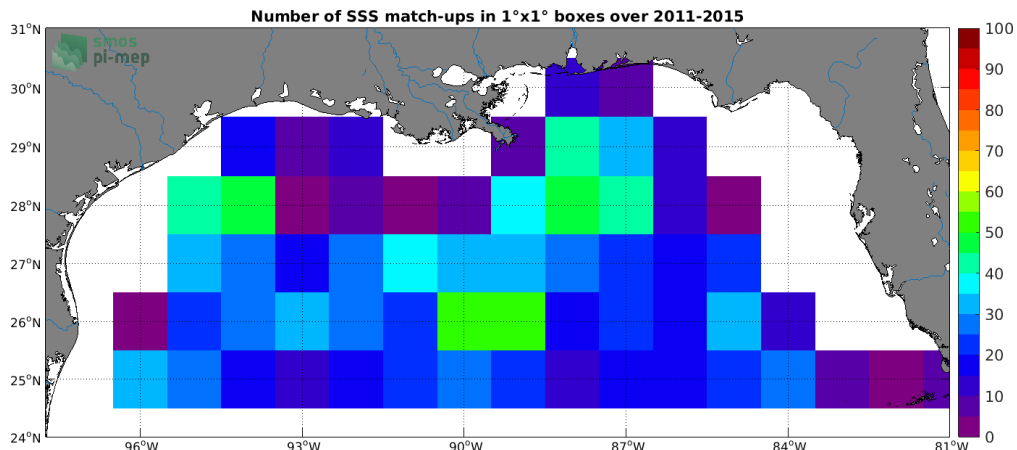 Number of SSS match-ups in 1°x1° boxes over 2011-2015
smos
pi-mep
31°N
30°N
29°N
28°N
27°N
26°N
25°N
24°N
96°W 93°W 90°W 87°W 84°W 81°W
100
90
80
70
60
50
40
30
20
10
0